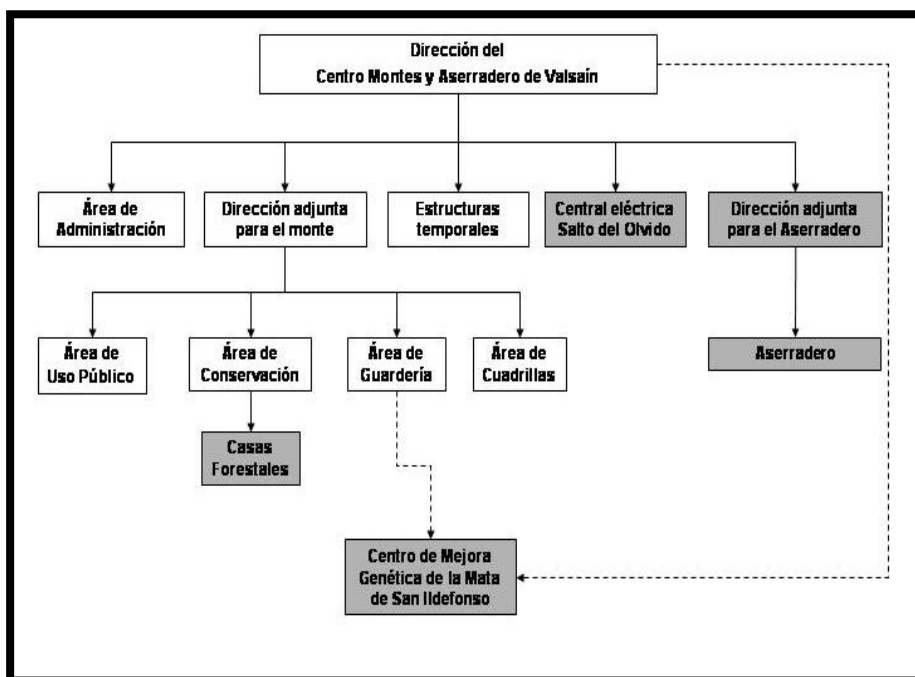 Dirección del
Centro Montes y Aserradero de Valsaín
Área de
Administración
Dirección adjunta
para el monte
Estructuras
temporales
Central eléctrica
Salto del Olvido
Dirección adjunta
para el Aserradero
Área de
Uso Público
Área de
Conservación
Área de
Guardería
Área de
Cuadrillas
Aserradero
Casas
Forestales
Centro de Mejora
Genética de la Mata
de San Ildefonso